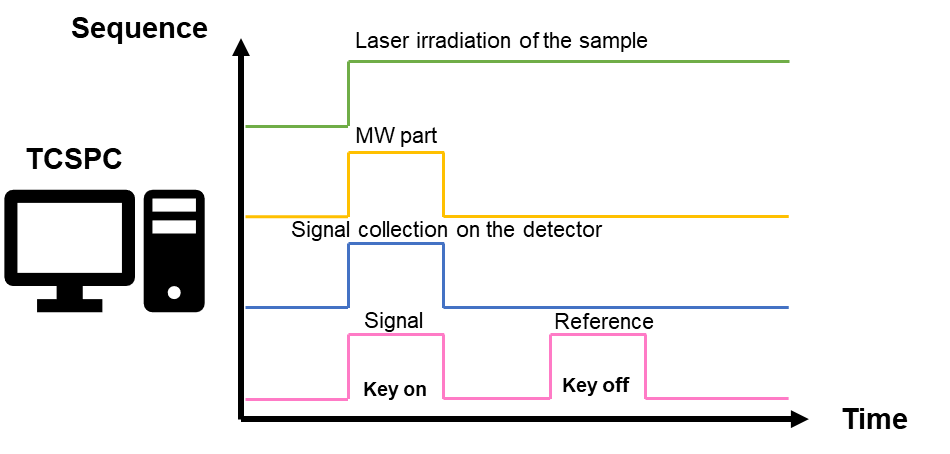 Sequence
Laser irradiation of the sample
MW part
TCSPC
Signal collection on the detector
Signal
Reference
Key on
Key off
Time